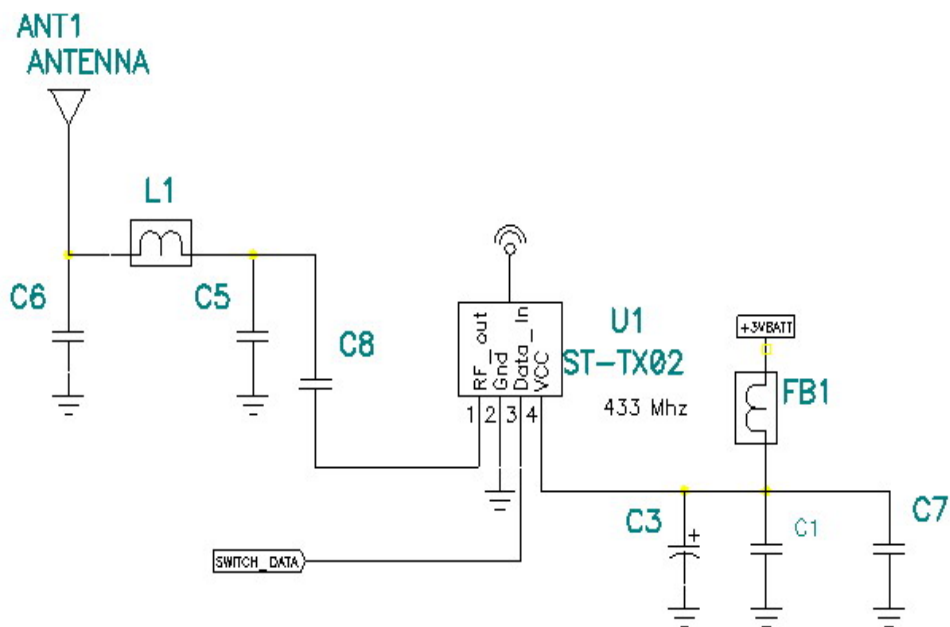 ANT1
ANTENNA
L1
C6
C5
C8
RF_out
Gnd
Data_In
VCC
U1
ST-TX02
433 Mhz
1 2 3 4
+3VBATT
FB1
C3
+
C1
C7
SWITCH_DATA